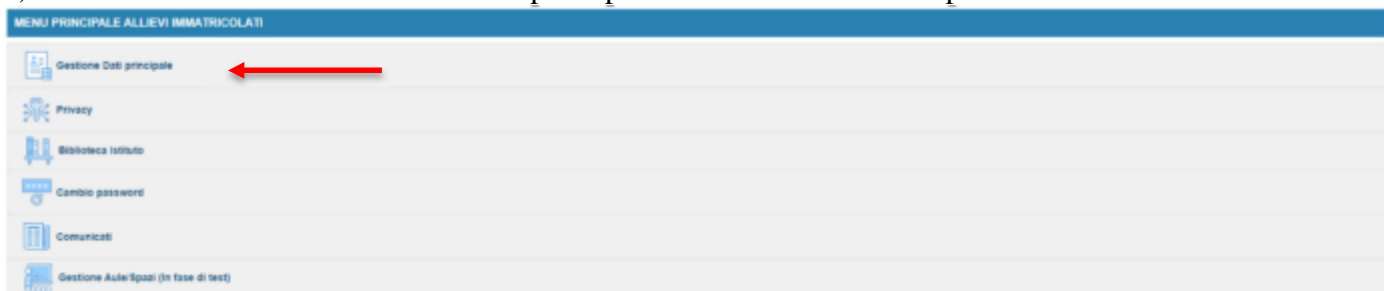 MENU PRINCIPALE ALLIEVI IMMATRICOLATI
Gestione Dati principale
Privacy
Biblioteca Istituto
Cambio password
Comunicati
Gestione Aule/Spazi (in fase di test)